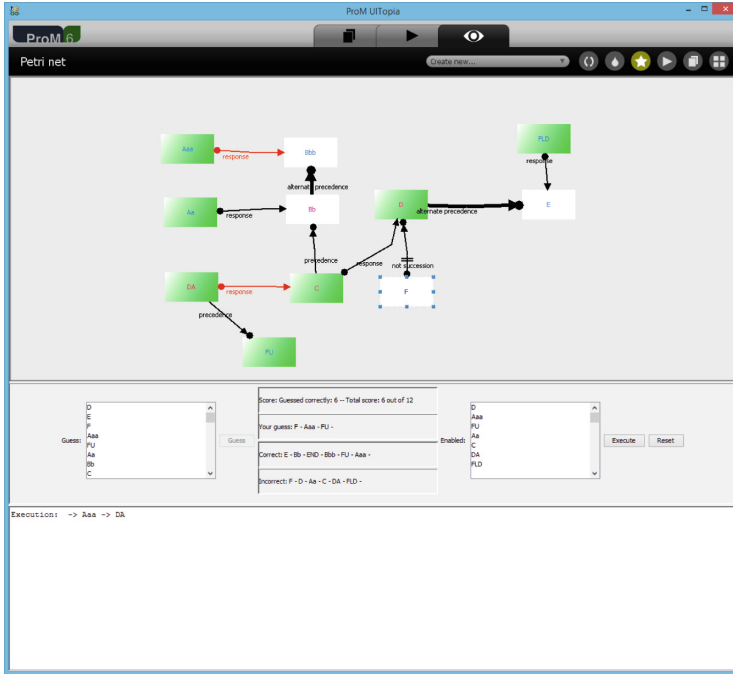 ProM UITopia
ProM 6
Petri net
Create new...
FLD
Aaa
response
Bbb
response
alternate precedence
Aa
response
Bb
D
alternate precedence
E
precedence
response
not succession
DA
response
C
F
precedence
FU
Guess:
D
E
F
Aaa
FU
Aa
Bb
C
Guess
Score: Guessed correctly: 6 -- Total score: 6 out of 12
Your guess: F - Aaa - FU -
Correct: E - Bb - END - Bbb - FU - Aaa -
Incorrect: F - D - Aa - C - DA - FLD -
Enabled:
D
Aaa
FU
Aa
C
DA
FLD
Execute
Reset
Execution: -> Aaa -> DA